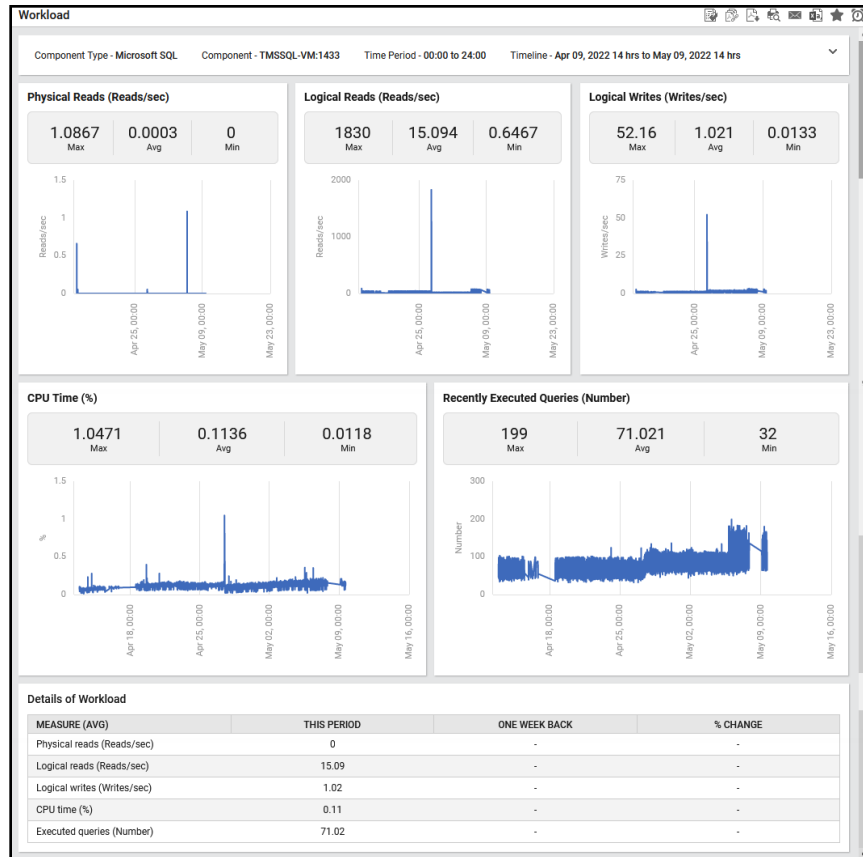 Workload
Component Type - Microsoft SQL Component - TMSSQL-VM:1433 Time Period - 00:00 to 24:00 Timeline - Apr 09, 2022 14 hrs to May 09, 2022 14 hrs
Physical Reads (Reads/sec)
1.0867 0.0003 0
Max Avg Min
1.5
1
0.5
0
Reads/sec
Apr 25, 00:00
May 09, 00:00
May 23, 00:00
Logical Reads (Reads/sec)
1830 15.094 0.6467
Max Avg Min
2000
1000
0
Reads/sec
Apr 25, 00:00
May 09, 00:00
May 23, 00:00
Logical Writes (Writes/sec)
52.16 1.021 0.0133
Max Avg Min
75
50
25
0
Writes/sec
Apr 25, 00:00
May 09, 00:00
May 23, 00:00
CPU Time (%)
1.0471 0.1136 0.0118
Max Avg Min
1.5
1
0.5
0
%
Apr 18, 00:00
Apr 25, 00:00
May 02, 00:00
May 09, 00:00
May 16, 00:00
Recently Executed Queries (Number)
199 71.021 32
Max Avg Min
300
200
100
0
Number
Apr 18, 00:00
Apr 25, 00:00
May 02, 00:00
May 09, 00:00
May 16, 00:00
Details of Workload
MEASURE (AVG) THIS PERIOD ONE WEEK BACK % CHANGE
Physical reads (Reads/sec) 0 - -
Logical reads (Reads/sec) 15.09 - -
Logical writes (Writes/sec) 1.02 - -
CPU time (%) 0.11 - -
Executed queries (Number) 71.02 - -